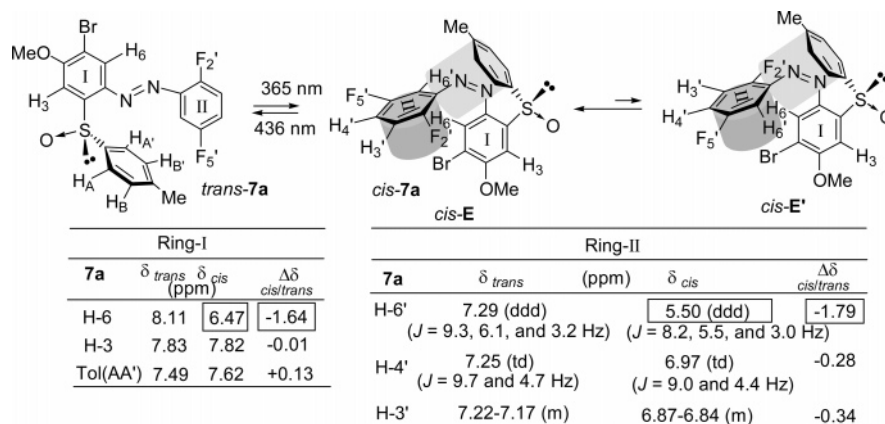 Br
MeO
H6
I
H3
N=N
F2'
II
F5'
S
O
HA'
HB'
HA
HB
Me
trans-7a
365 nm
436 nm
Me
N=N
H6'
F5'
II
H4'
H3'
F2'
H6
I
S
O
H3
Br
OMe
cis-7a
cis-E
Me
F2'
N=N
H3'
II
H4'
H6
H6'
F5'
I
S
O
H3
Br
OMe
cis-E'
Ring-I
7a δ trans δ cis Δδ cis/trans
(ppm)
H-6 8.11 6.47 -1.64
H-3 7.83 7.82 -0.01
Tol(AA') 7.49 7.62 +0.13
Ring-II
7a δ trans (ppm) δ cis Δδ cis/trans
H-6' 7.29 (ddd) 5.50 (ddd) -1.79
(J = 9.3, 6.1, and 3.2 Hz) (J = 8.2, 5.5, and 3.0 Hz)
H-4' 7.25 (td) 6.97 (td) -0.28
(J = 9.7 and 4.7 Hz) (J = 9.0 and 4.4 Hz)
H-3' 7.22-7.17 (m) 6.87-6.84 (m) -0.34